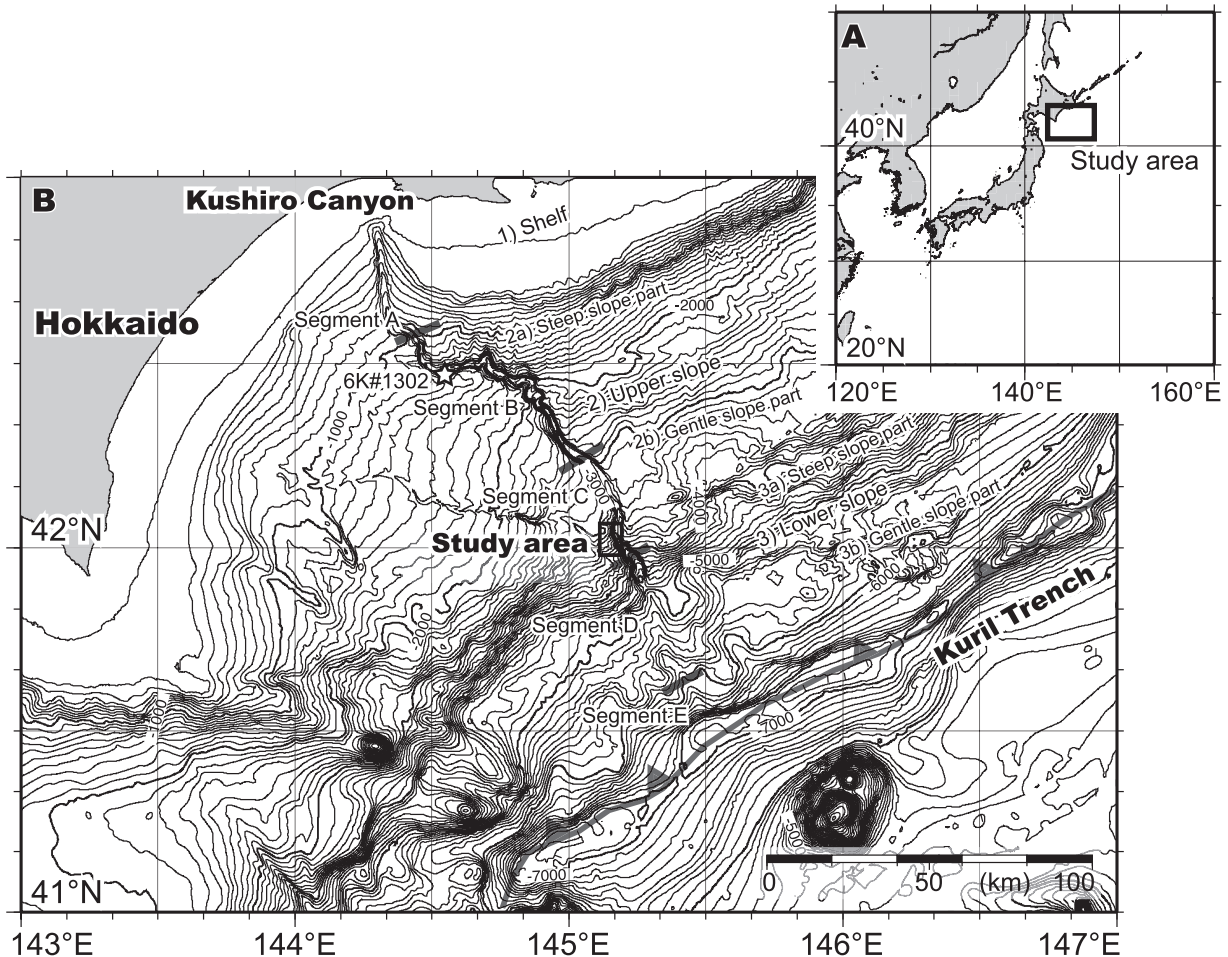 A
40°N
Study area
20°N
120°E
140°E
160°E
B
Kushiro Canyon
1) Shelf
Hokkaido
Segment A
2a) Steep slope part
-2000
6K#1302
2) Upper slope
Segment B
2b) Gentle slope part
-1000
3a) Steep slope part
-3000
Segment C
3) Lower slope
42°N
Study area
3b) Gentle slope part
-5000
-6000
Segment D
Kuril Trench
Segment E
-7000
-7000
41°N
0
50
(km)
100
143°E
144°E
145°E
146°E
147°E